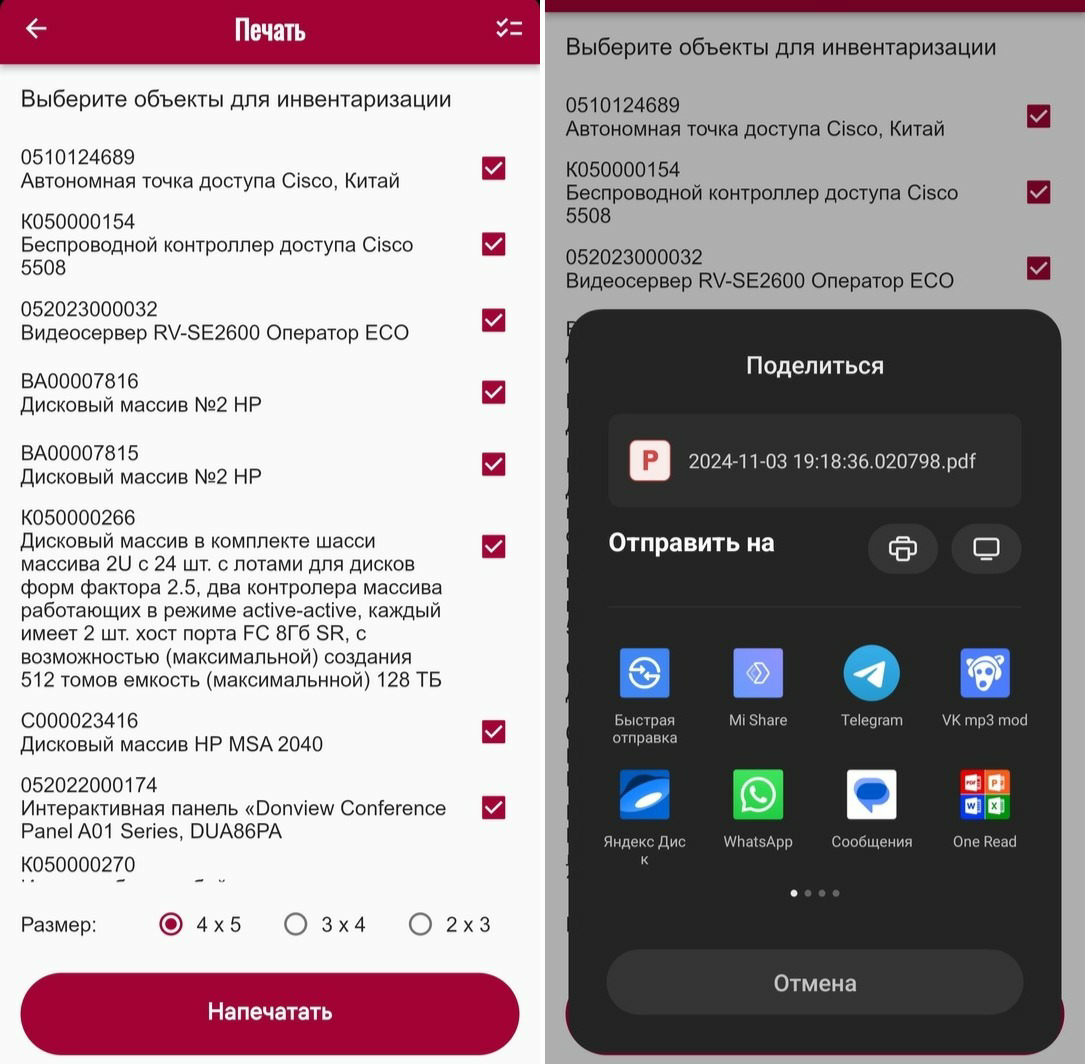 Печать
Выберите объекты для инвентаризации
0510124689
Автономная точка доступа Cisco, Китай
К050000154
Беспроводной контроллер доступа Cisco
5508
052023000032
Видеосервер RV-SE2600 Оператор ECO
ВА00007816
Дисковый массив №2 HP
ВА00007815
Дисковый массив №2 HP
К050000266
Дисковый массив в комплекте шасси
массива 2U с 24 шт. с лотами для дисков
форм фактора 2.5, два контролера массива
работающих в режиме active-active, каждый
имеет 2 шт. хост порта FC 8Гб SR, с
возможностью (максимальной) создания
512 томов емкость (максимальнной) 128 ТБ
С000023416
Дисковый массив HP MSA 2040
052022000174
Интерактивная панель «Donview Conference
Panel A01 Series, DUA86PA
К050000270
Размер:
4 x 5
3 x 4
2 x 3
Напечатать
Выберите объекты для инвентаризации
0510124689
Автономная точка доступа Cisco, Китай
К050000154
Беспроводной контроллер доступа Cisco
5508
052023000032
Видеосервер RV-SE2600 Оператор ECO
Поделиться
P
2024-11-03 19:18:36.020798.pdf
Отправить на
Быстрая
отправка
Mi Share
Telegram
VK mp3 mod
Яндекс Дис
к
WhatsApp
Сообщения
PDF
P
W
X
One Read
Отмена